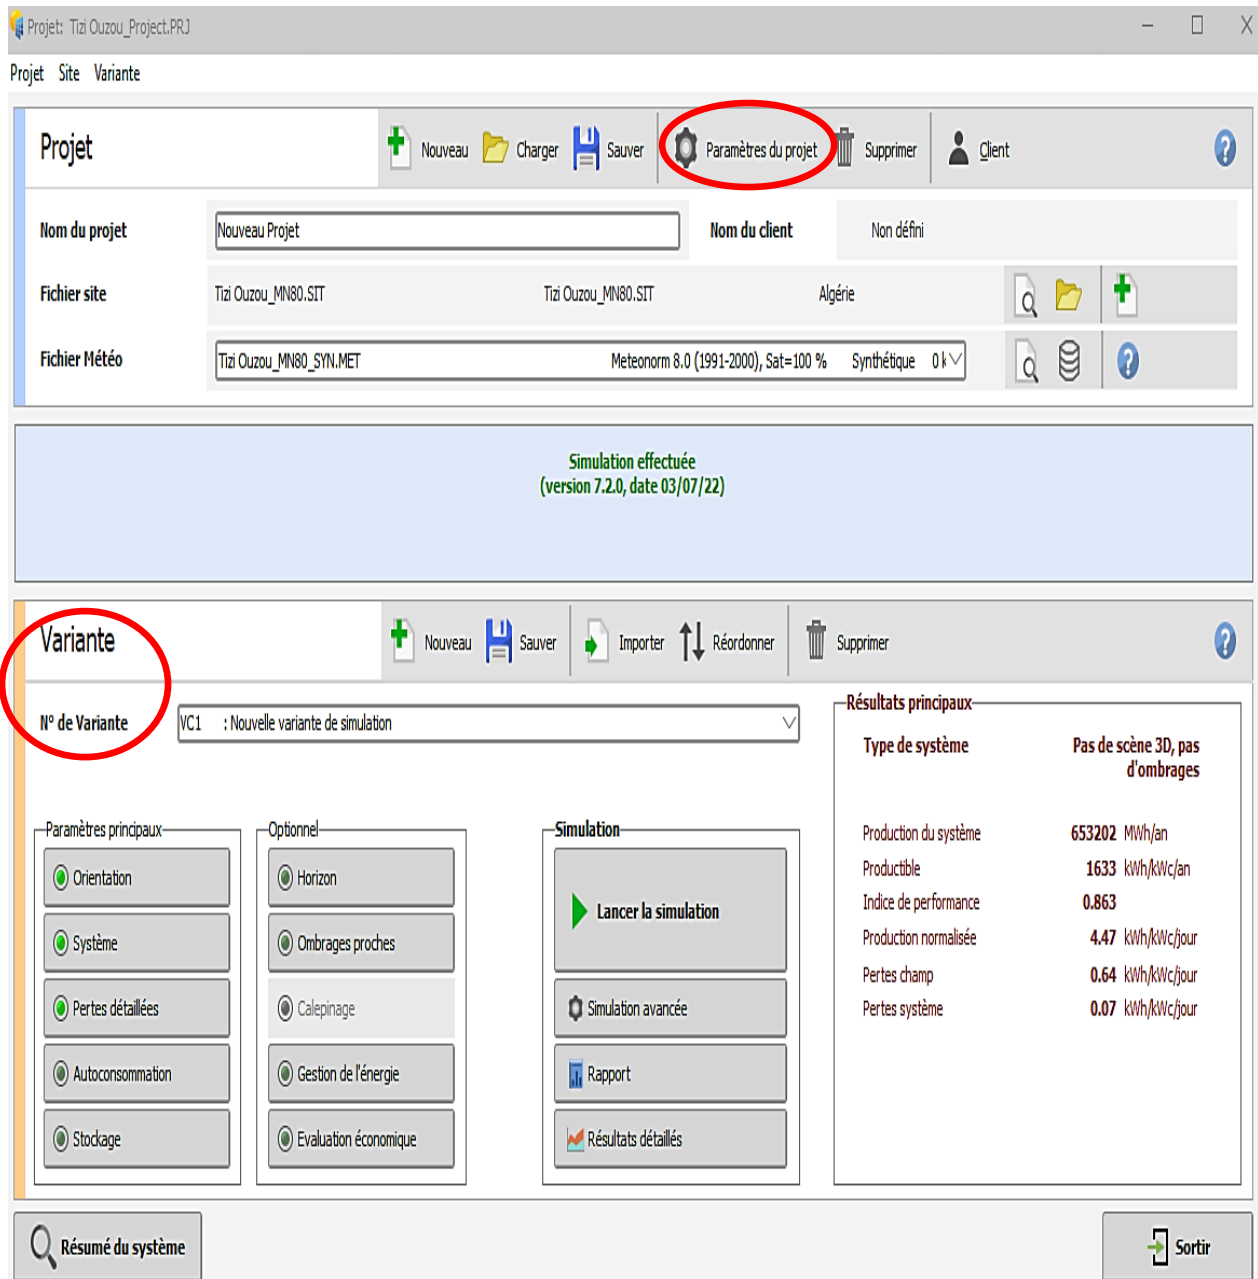 Projet: Tizi Ouzou_Project.PRJ
Projet Site Variante
Projet
Nouveau Charger Sauver Paramètres du projet Supprimer Client
Nom du projet Nouveau Projet Nom du client Non défini
Fichier site Tizi Ouzou_MN80.SIT Tizi Ouzou_MN80.SIT Algérie
Fichier Météo Tizi Ouzou_MN80_SYN.MET Meteonorm 8.0 (1991-2000), Sat=100 % Synthétique 0 k
Simulation effectuée
(version 7.2.0, date 03/07/22)
Variante
Nouveau Sauver Importer Réordonner Supprimer
N° de Variante VC1 : Nouvelle variante de simulation
Paramètres principaux
Orientation
Système
Pertes détaillées
Autoconsommation
Stockage
Optionnel
Horizon
Ombrages proches
Calepinage
Gestion de l'énergie
Evaluation économique
Simulation
Lancer la simulation
Simulation avancée
Rapport
Résultats détaillés
Résultats principaux
Type de système Pas de scène 3D, pas
d'ombrages
Production du système 653202 MWh/an
Productible 1633 kWh/kWc/an
Indice de performance 0.863
Production normalisée 4.47 kWh/kWc/jour
Pertes champ 0.64 kWh/kWc/jour
Pertes système 0.07 kWh/kWc/jour
Résumé du système
Sortir